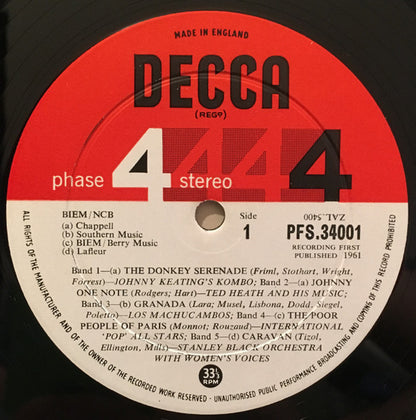 MADE IN ENGLAND
DECCA
(REGD)
phase 4 stereo 4 4 4
BIEM/NCB
(a) Chappell
(b) Southern Music
(c) BIEM/Berry Music
(d) Lafleur
Side
1
ZAL.5400
PFS.34001
RECORDING FIRST
PUBLISHED 1961
Band 1—(a) THE DONKEY SERENADE (Friml, Stothart, Wright,
Forrest)—JOHNNY KEATING'S KOMBO; Band 2—(a) JOHNNY
ONE NOTE (Rodgers; Hart)—TED HEATH AND HIS MUSIC;
Band 3—(b) GRANADA (Lara; Musel, Lisbona, Dodd, Siegel,
Poletto)—LOS MACHUCAMBOS; Band 4—(c) THE POOR
PEOPLE OF PARIS (Monnot; Rouzaud)—INTERNATIONAL
'POP' ALL STARS; Band 5—(d) CARAVAN (Tizol,
Ellington, Mills)—STANLEY BLACK ORCHESTRA
WITH WOMEN'S VOICES
33⅓
RPM
ALL RIGHTS OF THE MANUFACTURER AND OF THE OWNER OF THE RECORDED WORK RESERVED · UNAUTHORISED PUBLIC PERFORMANCE BROADCASTING AND COPYING OF THIS RECORD PROHIBITED